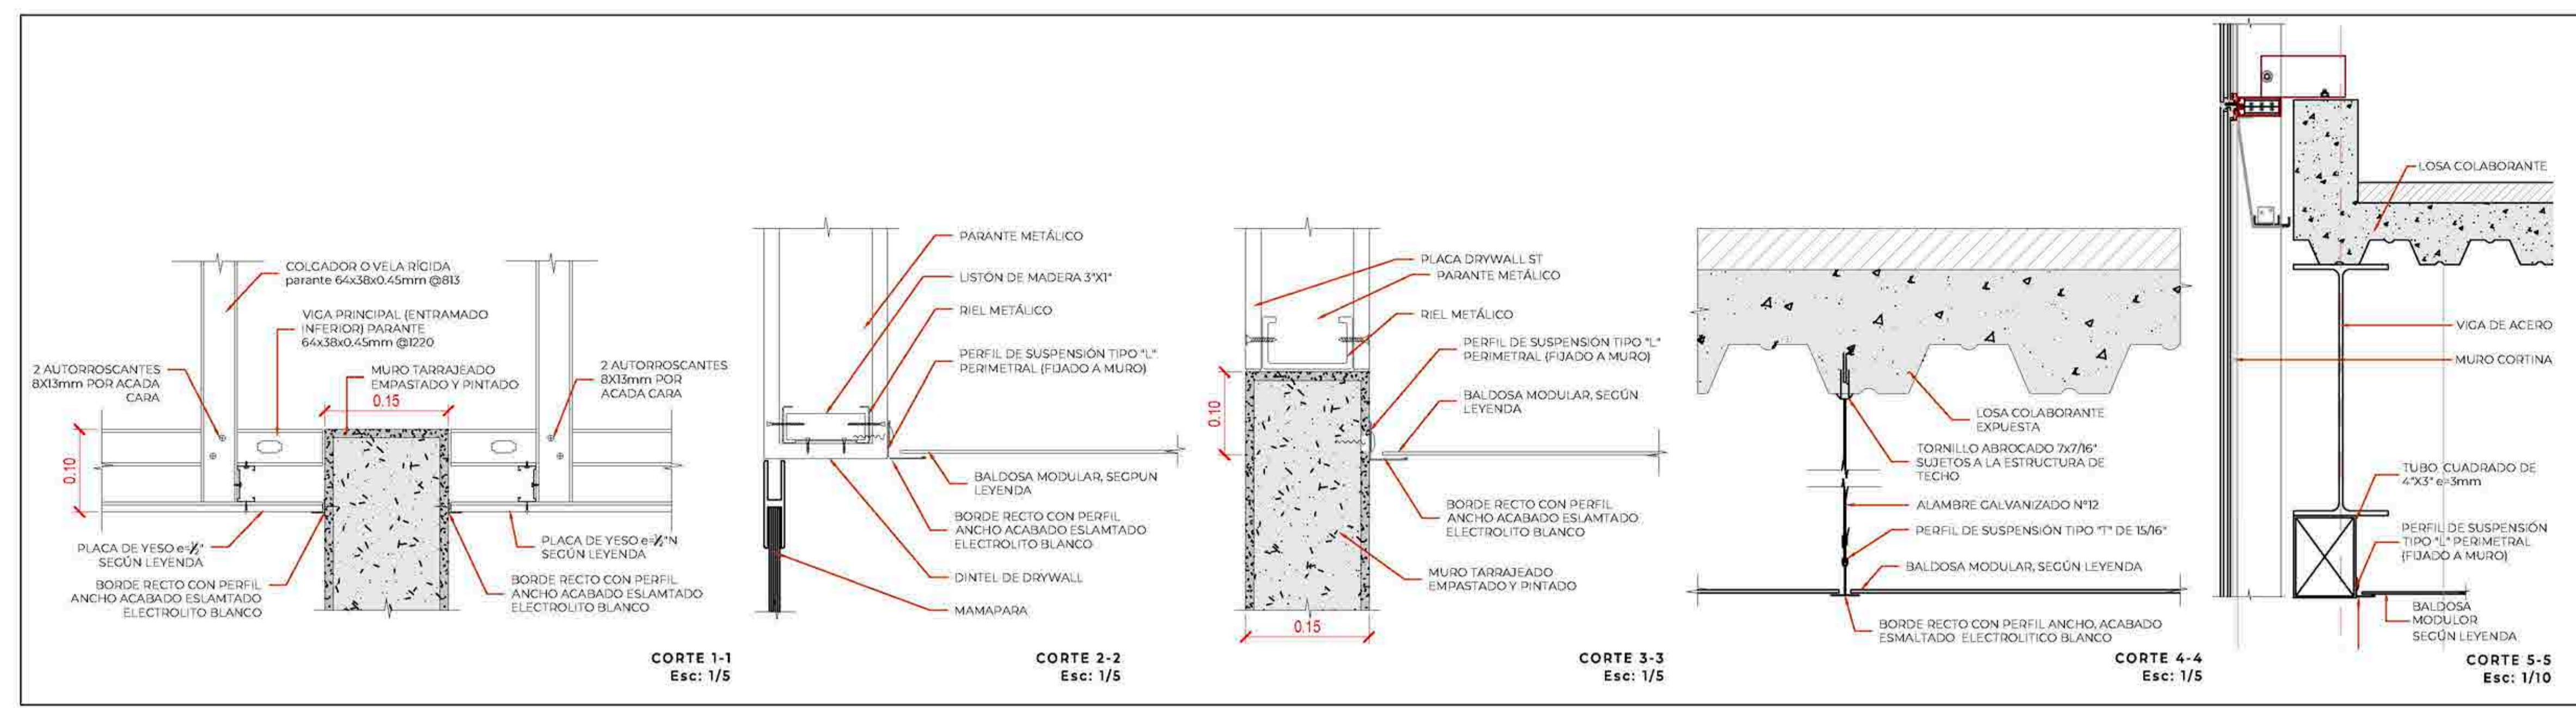 COLGADOR O VELA RÍGIDA
parante 64x38x0.45mm @813
VIGA PRINCIPAL (ENTRAMADO
INFERIOR) PARANTE
64x38x0.45mm @1220
2 AUTORROSCANTES
8X13mm POR ACADA
CARA
MURO TARRAJEADO
EMPASTADO Y PINTADO
2 AUTORROSCANTES
8X13mm POR
ACADA CARA
0.15
0.10
PLACA DE YESO e=½"
SEGÚN LEYENDA
PLACA DE YESO e=½"N
SEGÚN LEYENDA
BORDE RECTO CON PERFIL
ANCHO ACABADO ESLAMTADO
ELECTROLITO BLANCO
BORDE RECTO CON PERFIL
ANCHO ACABADO ESLAMTADO
ELECTROLITO BLANCO
CORTE 1-1
Esc: 1/5
PARANTE METÁLICO
LISTÓN DE MADERA 3"X1"
RIEL METÁLICO
PERFIL DE SUSPENSIÓN TIPO "L"
PERIMETRAL (FIJADO A MURO)
BALDOSA MODULAR, SEGPUN
LEYENDA
BORDE RECTO CON PERFIL
ANCHO ACABADO ESLAMTADO
ELECTROLITO BLANCO
DINTEL DE DRYWALL
MAMAPARA
CORTE 2-2
Esc: 1/5
PLACA DRYWALL ST
PARANTE METÁLICO
RIEL METÁLICO
PERFIL DE SUSPENSIÓN TIPO "L"
PERIMETRAL (FIJADO A MURO)
BALDOSA MODULAR, SEGÚN
LEYENDA
0.10
BORDE RECTO CON PERFIL
ANCHO ACABADO ESLAMTADO
ELECTROLITO BLANCO
MURO TARRAJEADO
EMPASTADO Y PINTADO
0.15
CORTE 3-3
Esc: 1/5
LOSA COLABORANTE
EXPUESTA
TORNILLO ABROCADO 7x7/16"
SUJETOS A LA ESTRUCTURA DE
TECHO
ALAMBRE GALVANIZADO N°12
PERFIL DE SUSPENSIÓN TIPO "T" DE 15/16"
BALDOSA MODULAR, SEGÚN LEYENDA
BORDE RECTO CON PERFIL ANCHO, ACABADO
ESMALTADO ELECTROLITICO BLANCO
CORTE 4-4
Esc: 1/5
LOSA COLABORANTE
VIGA DE ACERO
MURO CORTINA
TUBO CUADRADO DE
4"X3" e=3mm
PERFIL DE SUSPENSIÓN
TIPO "L" PERIMETRAL
(FIJADO A MURO)
BALDOSA
MODULOR
SEGÚN LEYENDA
CORTE 5-5
Esc: 1/10